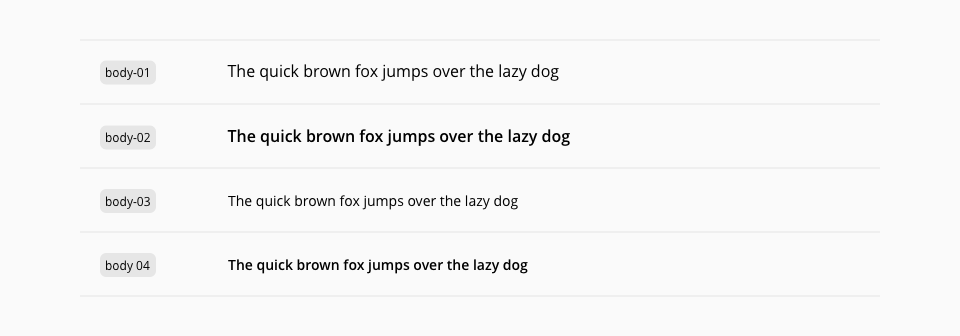 body-01 The quick brown fox jumps over the lazy dog
body-02 The quick brown fox jumps over the lazy dog
body-03 The quick brown fox jumps over the lazy dog
body 04 The quick brown fox jumps over the lazy dog